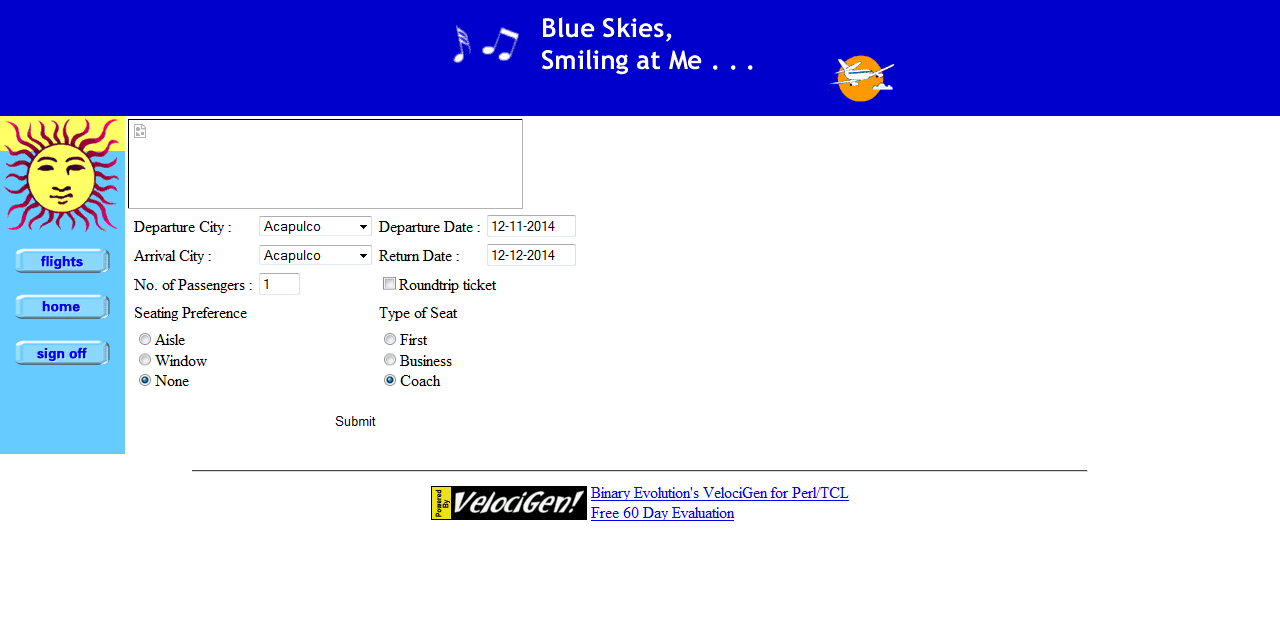 Blue Skies,
Smiling at Me . . .
flights
home
sign off
Departure City : Acapulco Departure Date : 12-11-2014
Arrival City : Acapulco Return Date : 12-12-2014
No. of Passengers : 1 Roundtrip ticket
Seating Preference Type of Seat
Aisle First
Window Business
None Coach
Submit
Powered By VelociGen!
Binary Evolution's VelociGen for Perl/TCL
Free 60 Day Evaluation